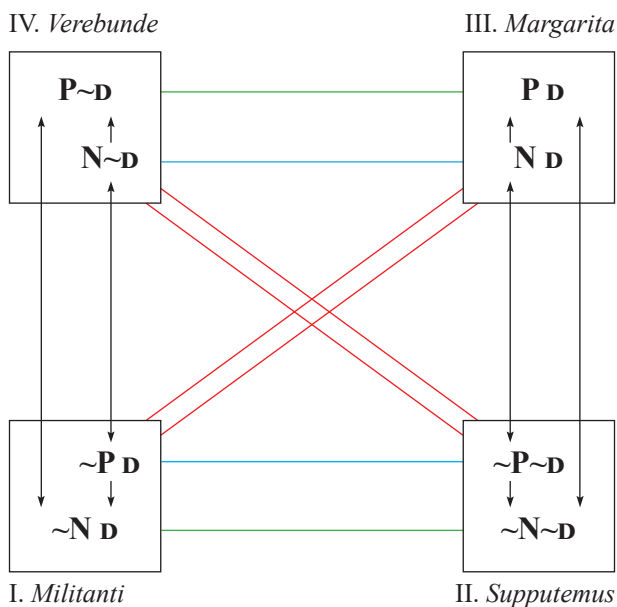 IV. Verebunde
III. Margarita
P~D
P D
N~D
N D
~P D
~P~D
~N D
~N~D
I. Militanti
II. Supputemus